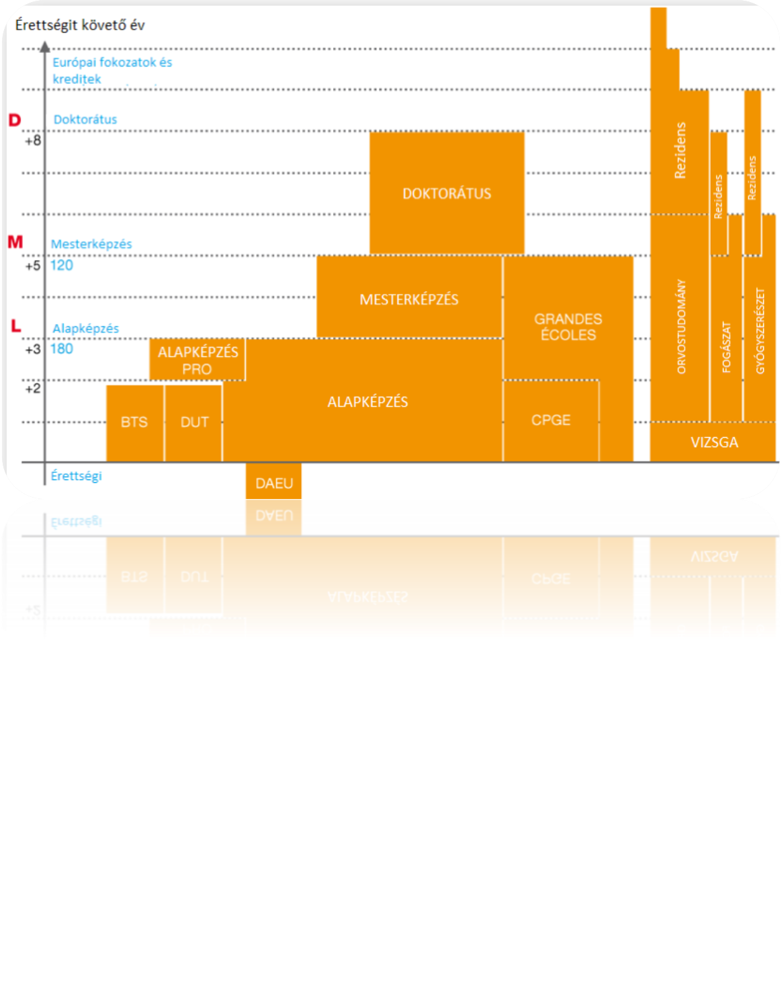 Érettségit követő év
Európai fokozatok és
kreditek
D
Doktorátus
+8
M
Mesterképzés
+5
120
L
Alapképzés
+3
180
+2
DOKTORÁTUS
MESTERKÉPZÉS
GRANDES
ÉCOLES
ALAPKÉPZÉS
PRO
ALAPKÉPZÉS
BTS
DUT
CPGE
Rezidens
Rezidens
Rezidens
ORVOSTUDOMÁNY
FOGÁSZAT
GYÓGYSZERÉSZET
VIZSGA
Érettségi
DAEU